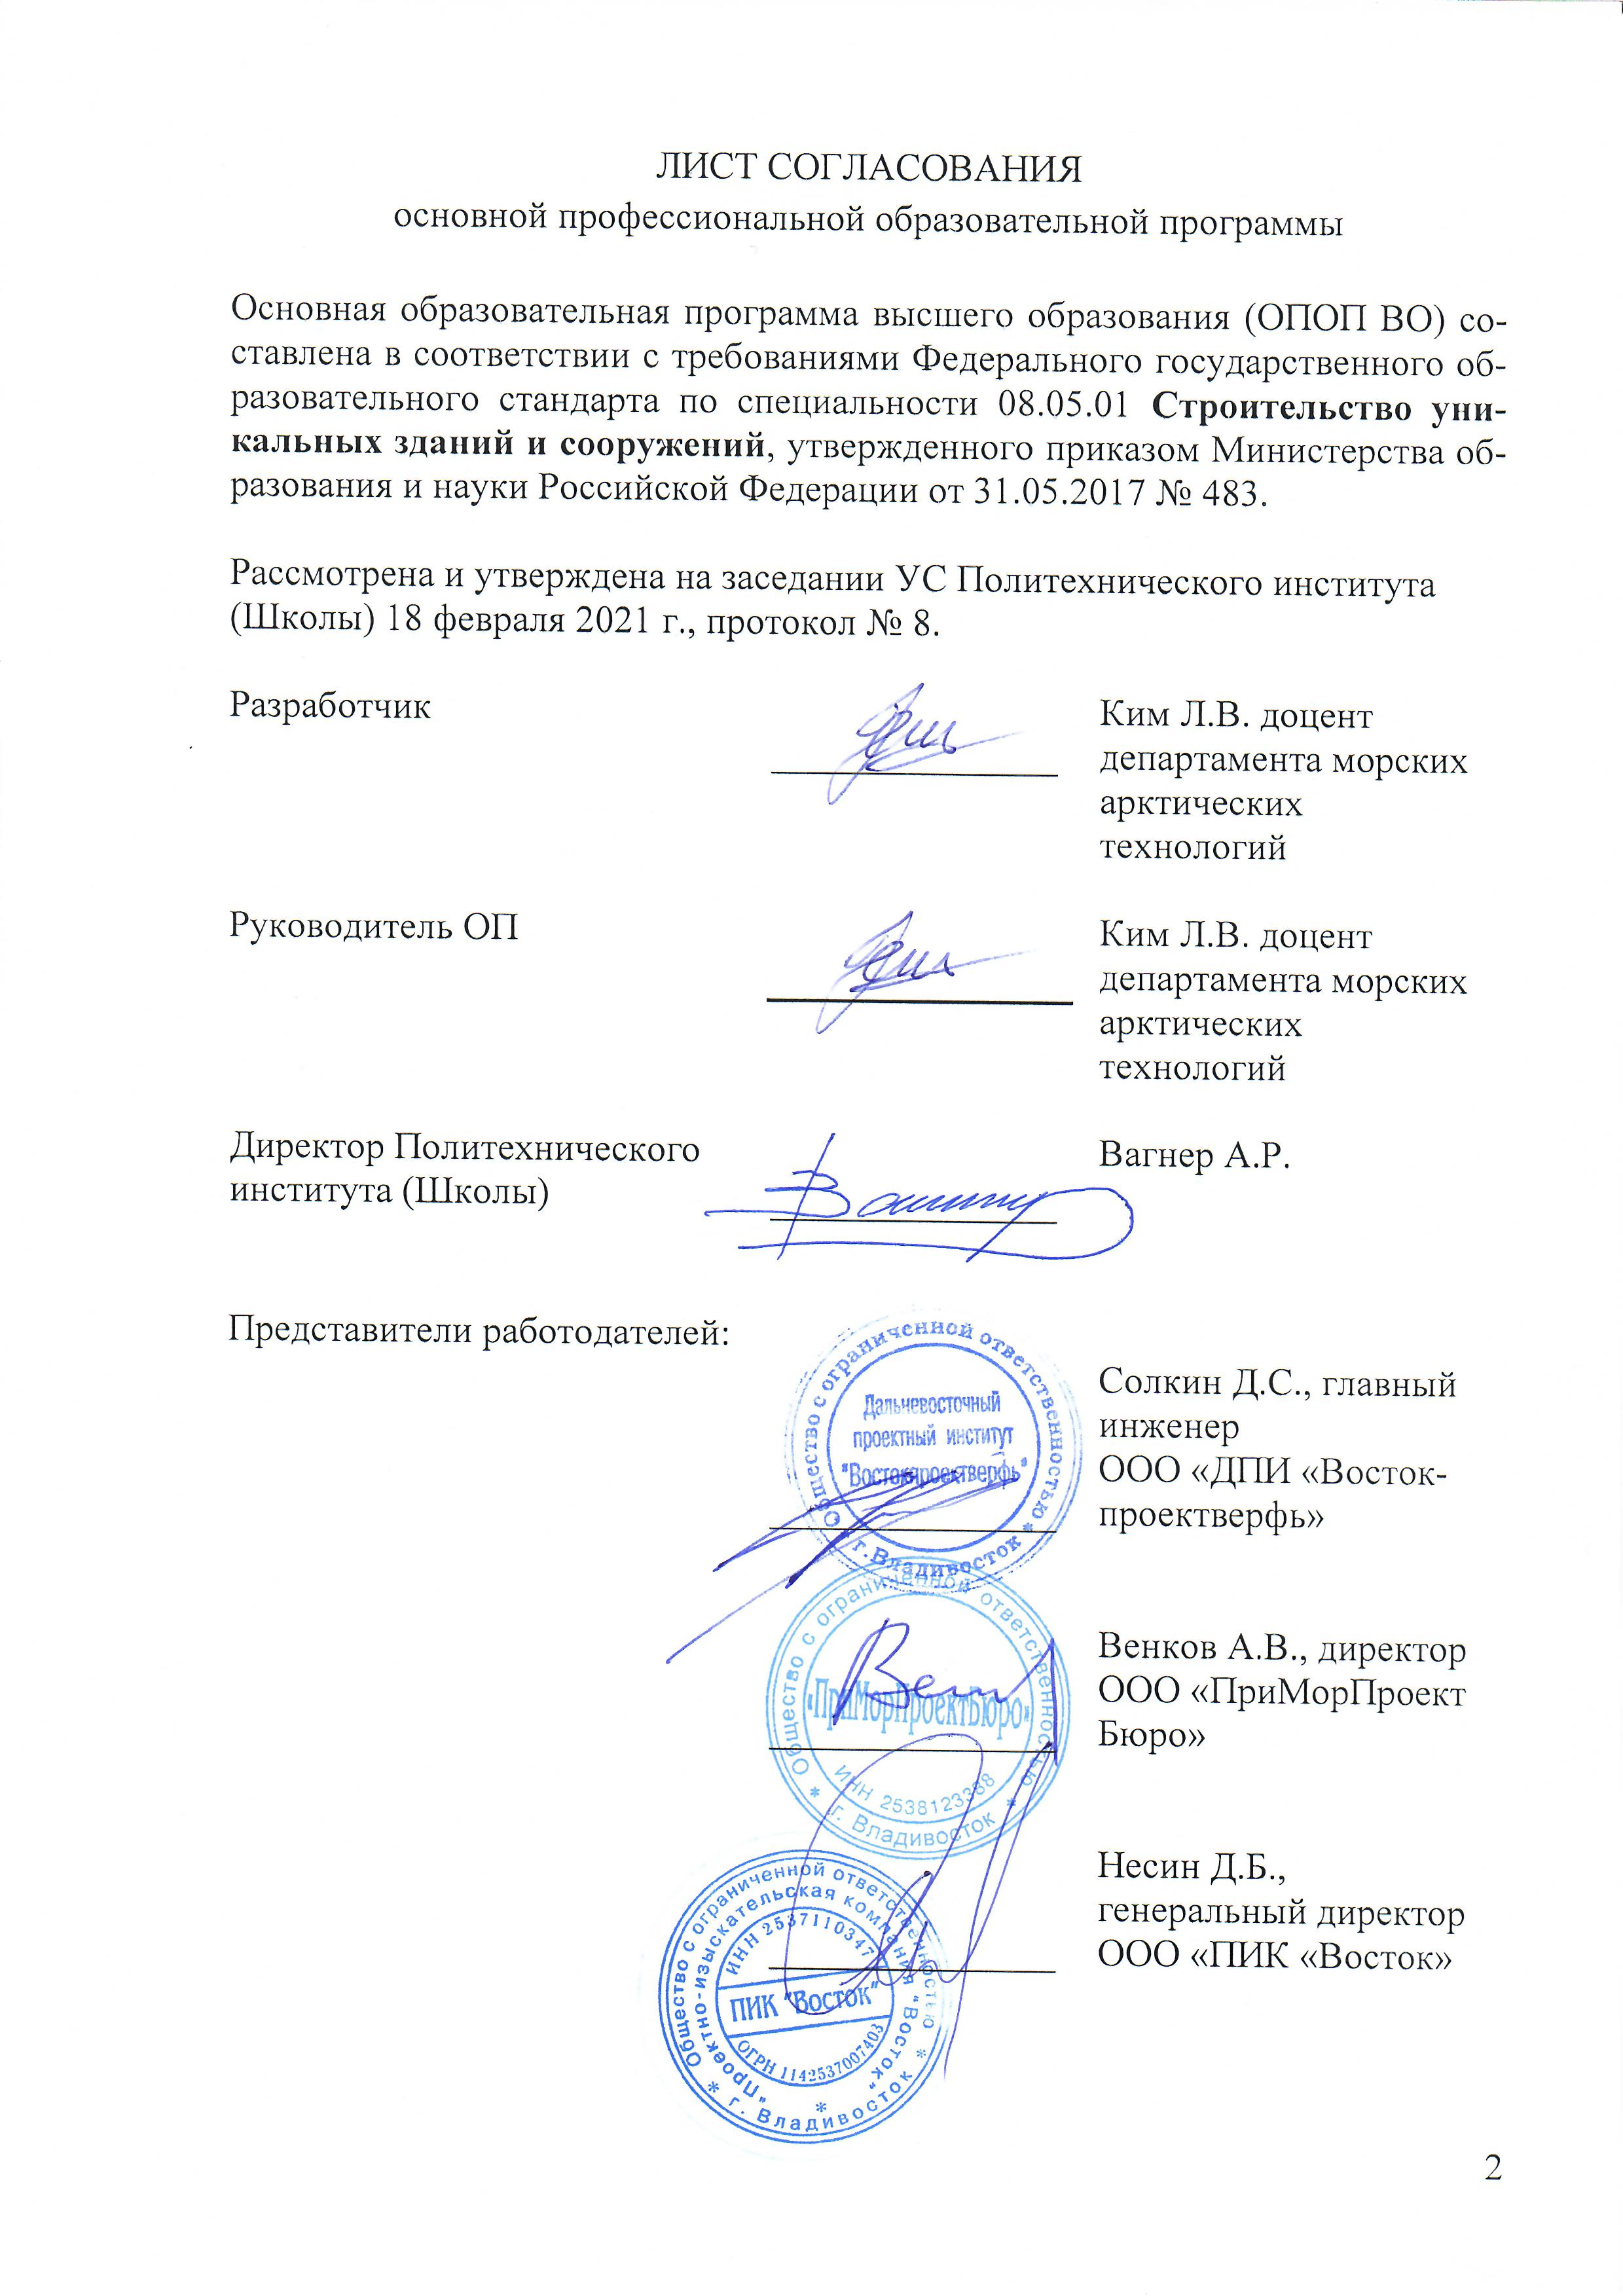 ЛИСТ СОГЛАСОВАНИЯ
основной профессиональной образовательной программы
Основная образовательная программа высшего образования (ОПОП ВО) со-
ставлена в соответствии с требованиями Федерального государственного об-
разовательного стандарта по специальности 08.05.01 Строительство уни-
кальных зданий и сооружений, утвержденного приказом Министерства об-
разования и науки Российской Федерации от 31.05.2017 № 483.
Рассмотрена и утверждена на заседании УС Политехнического института
(Школы) 18 февраля 2021 г., протокол № 8.
Разработчик
Ким Л.В. доцент
департамента морских
арктических
технологий
Руководитель ОП
Ким Л.В. доцент
департамента морских
арктических
технологий
Директор Политехнического
института (Школы)
Вагнер А.Р.
Представители работодателей:
Общество с ограниченной ответственностью
Дальневосточный
проектный институт
"Востокпроектверфь"
* г.Владивосток *
Солкин Д.С., главный
инженер
ООО «ДПИ «Восток-
проектверфь»
Общество с ограниченной ответственностью
«ПриМорПроектБюро»
ИНН 2538123388
* г. Владивосток *
Венков А.В., директор
ООО «ПриМорПроект
Бюро»
Общество с ограниченной ответственностью
"Проектно-изыскательская компания "Восток"
ИНН 2537110347
ПИК "Восток"
ОГРН 1142537007403
* г. Владивосток *
Несин Д.Б.,
генеральный директор
ООО «ПИК «Восток»
2